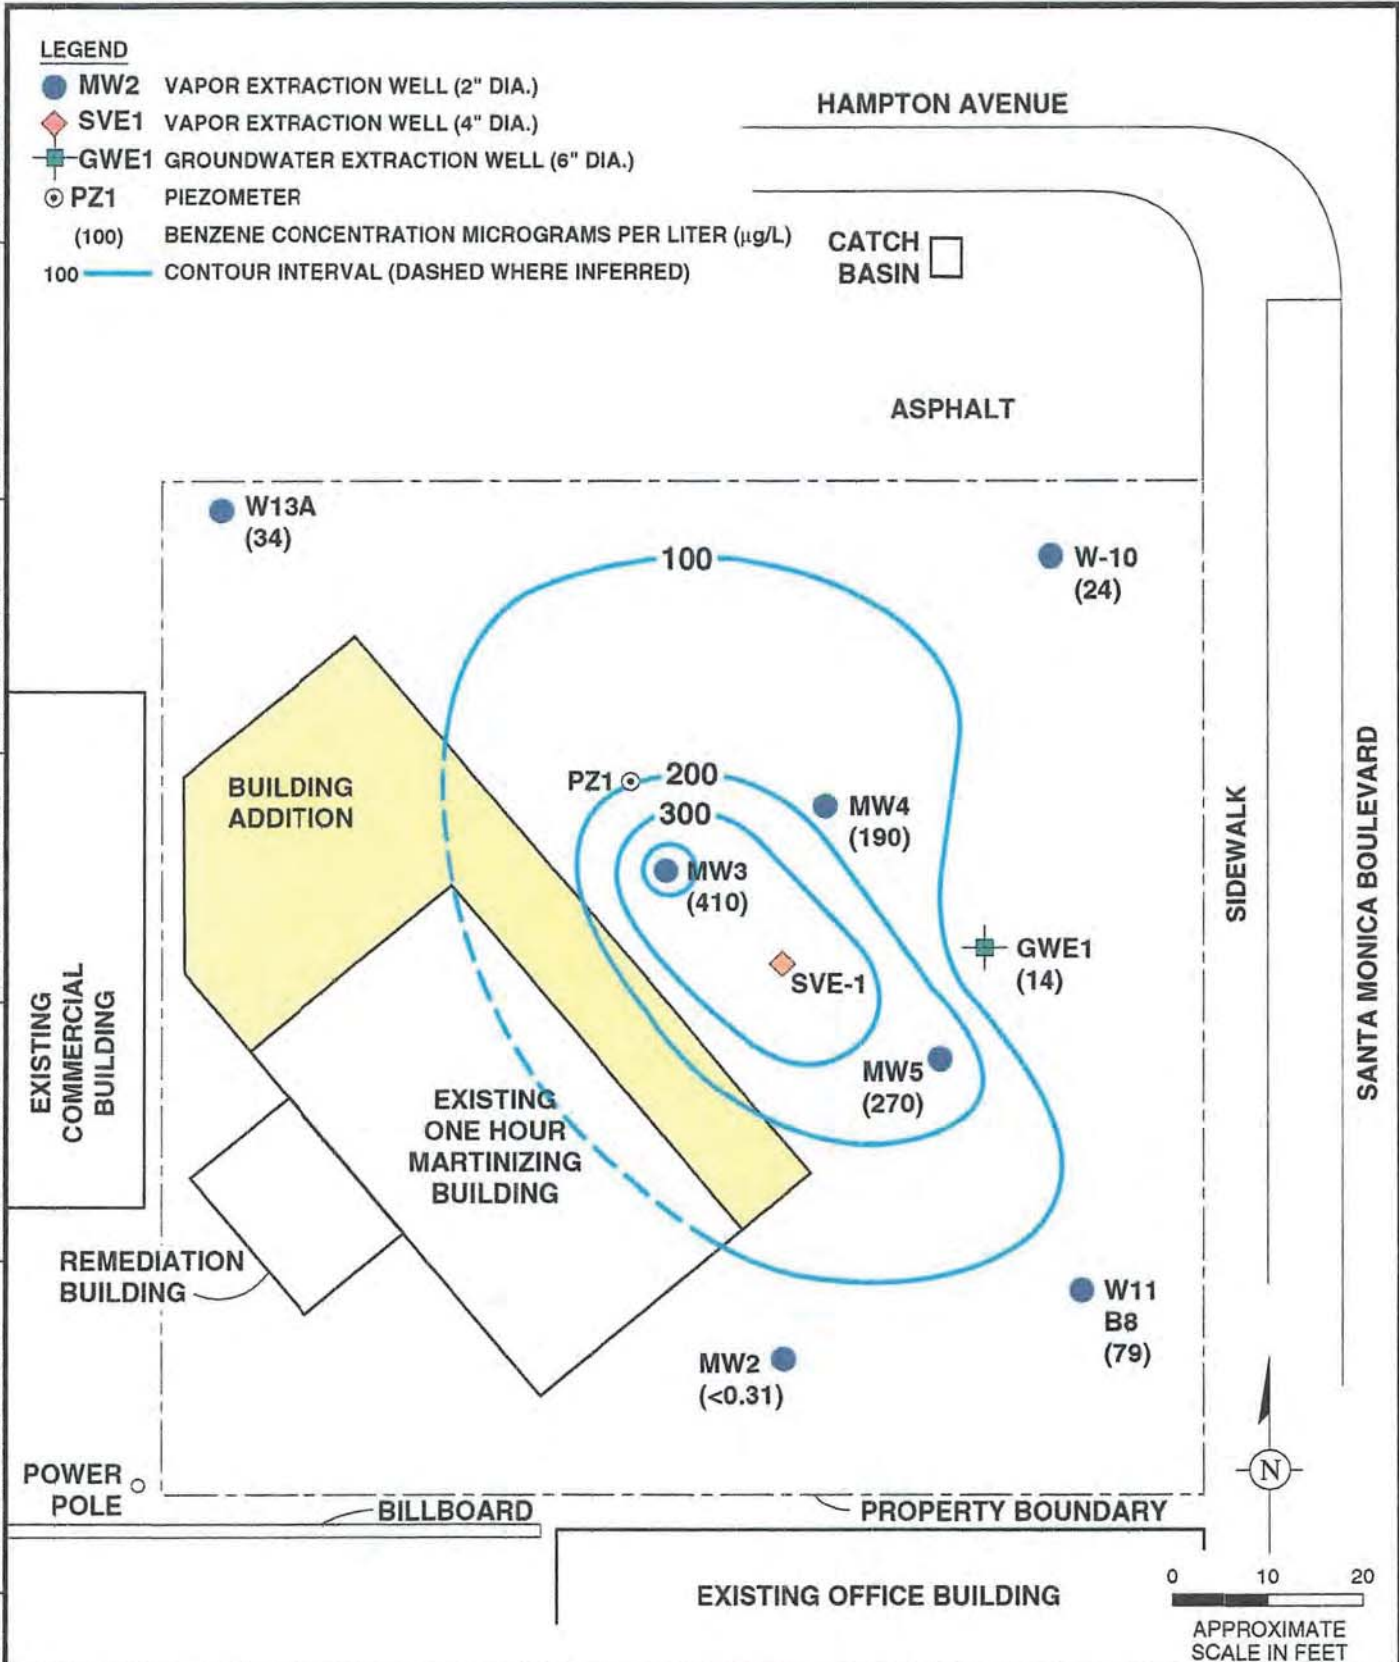 LEGEND
MW2 VAPOR EXTRACTION WELL (2" DIA.)
SVE1 VAPOR EXTRACTION WELL (4" DIA.)
GWE1 GROUNDWATER EXTRACTION WELL (6" DIA.)
PZ1 PIEZOMETER
(100) BENZENE CONCENTRATION MICROGRAMS PER LITER (µg/L)
100 CONTOUR INTERVAL (DASHED WHERE INFERRED)
HAMPTON AVENUE
CATCH
BASIN
ASPHALT
W13A
(34)
100
W-10
(24)
BUILDING
ADDITION
PZ1
200
300
MW4
(190)
MW3
(410)
SVE-1
GWE1
(14)
SIDEWALK
SANTA MONICA BOULEVARD
EXISTING
COMMERCIAL
BUILDING
MW5
(270)
EXISTING
ONE HOUR
MARTINIZING
BUILDING
REMEDIATION
BUILDING
W11
B8
(79)
MW2
(<0.31)
POWER
POLE
BILLBOARD
PROPERTY BOUNDARY
N
EXISTING OFFICE BUILDING
0 10 20
APPROXIMATE
SCALE IN FEET